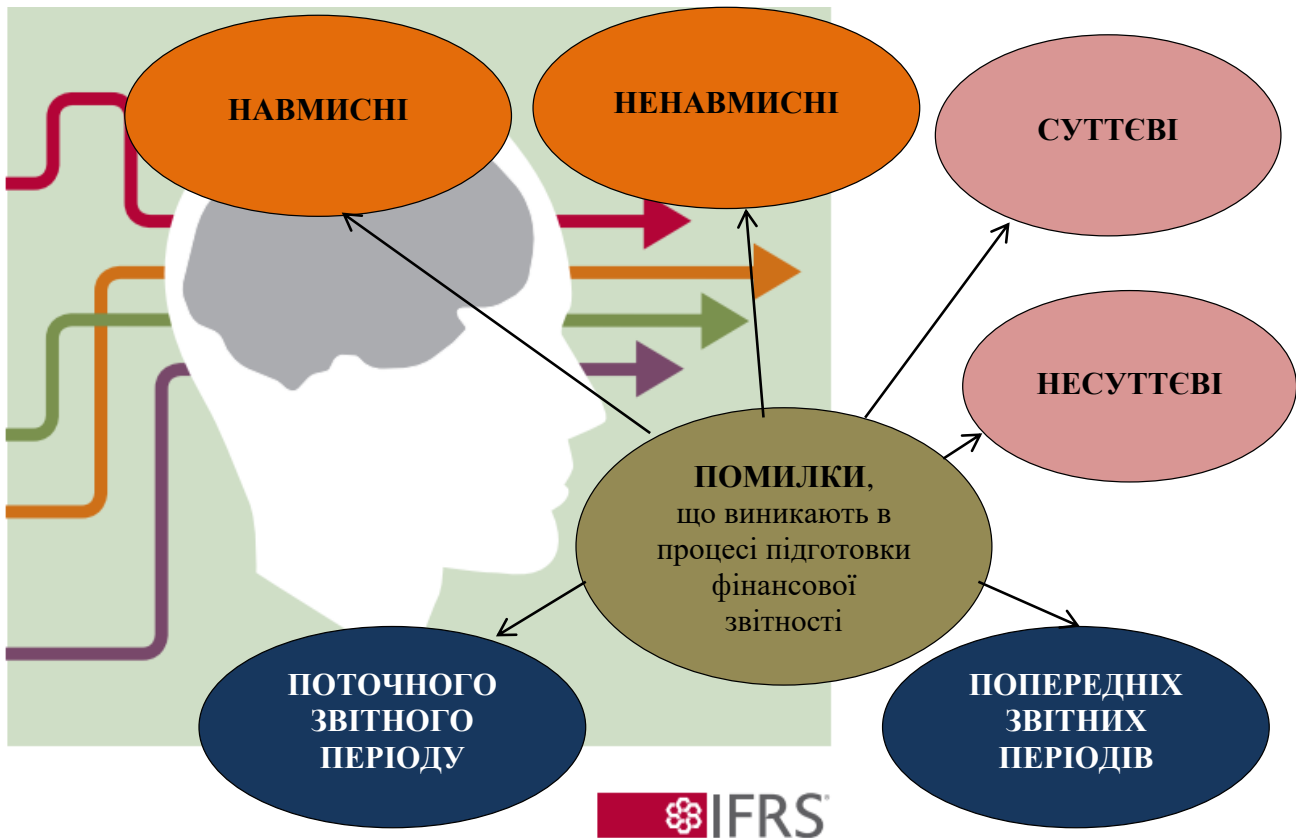 НАВМИСНІ
НЕНАВМИСНІ
СУТТЄВІ
НЕСУТТЄВІ
ПОМИЛКИ,
що виникають в
процесі підготовки
фінансової
звітності
ПОТОЧНОГО
ЗВІТНОГО
ПЕРІОДУ
ПОПЕРЕДНІХ
ЗВІТНИХ
ПЕРІОДІВ
IFRS